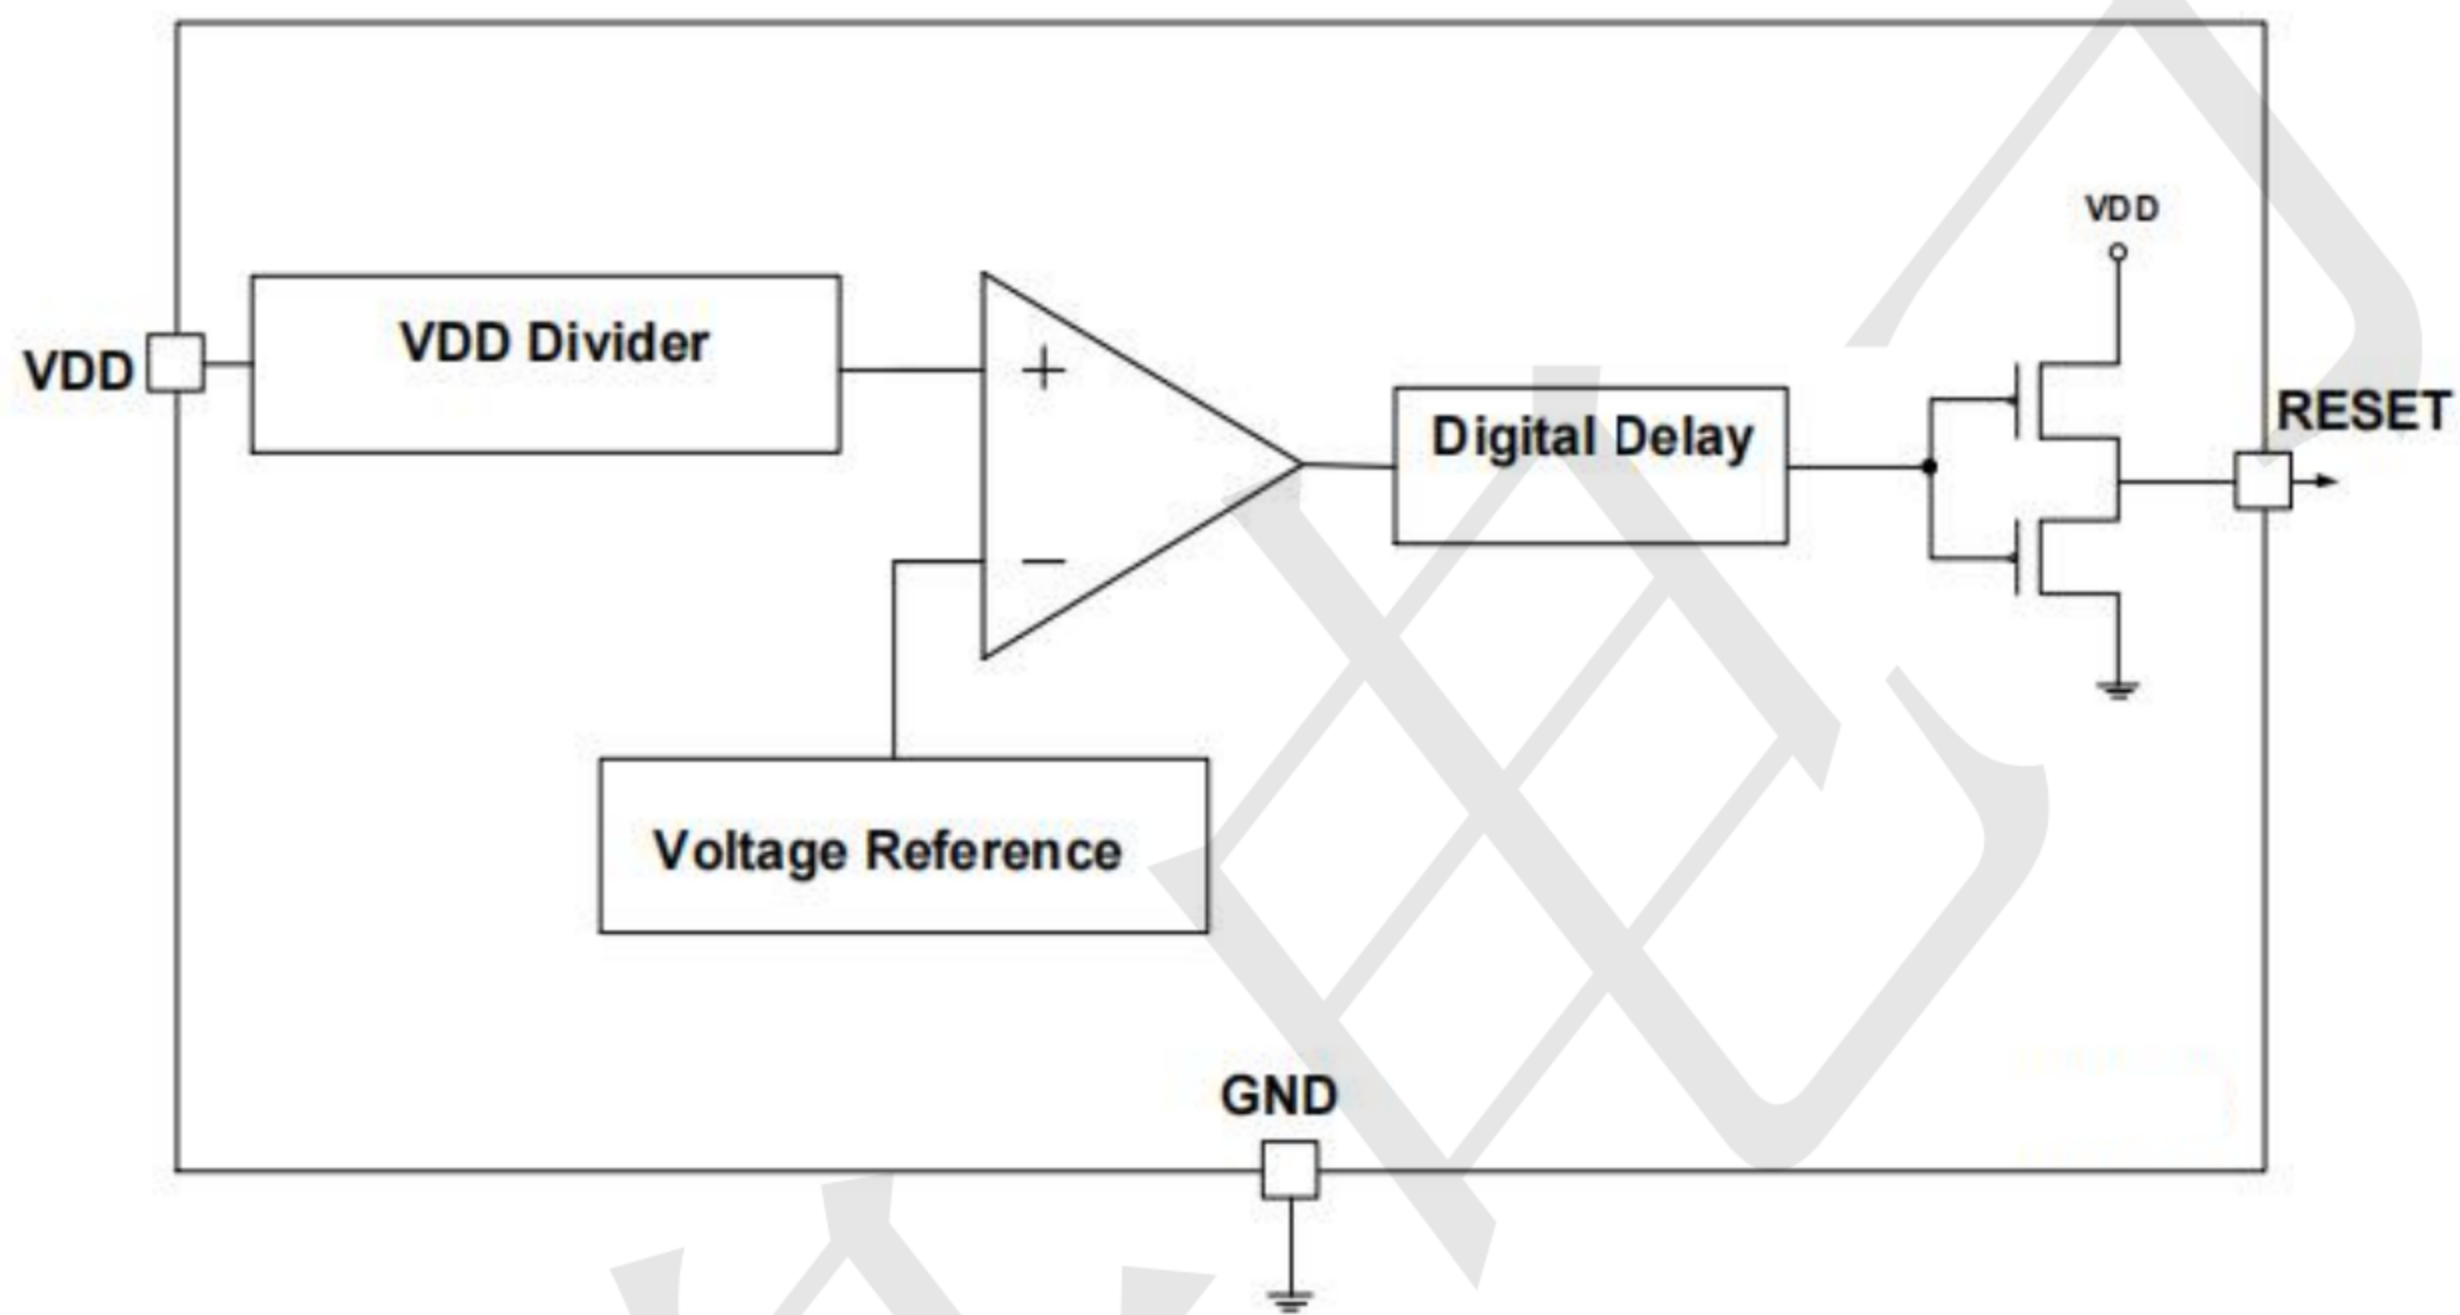 VDD
VDD Divider
VDD
RESET
Digital Delay
+
−
Voltage Reference
GND